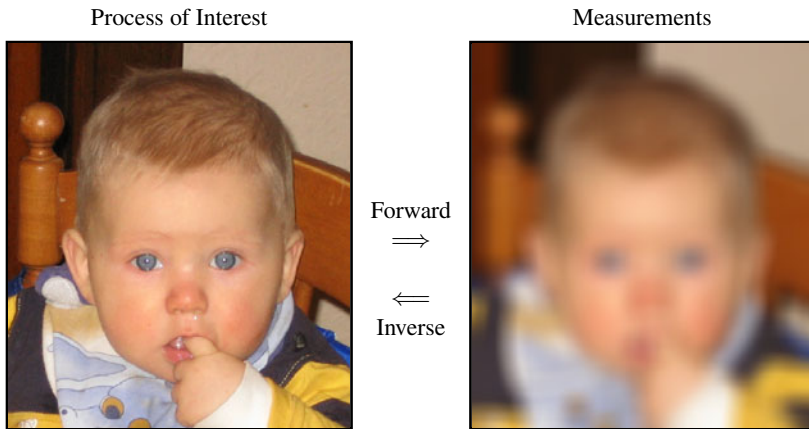 Process of Interest
Measurements
Forward
⟹
⟸
Inverse